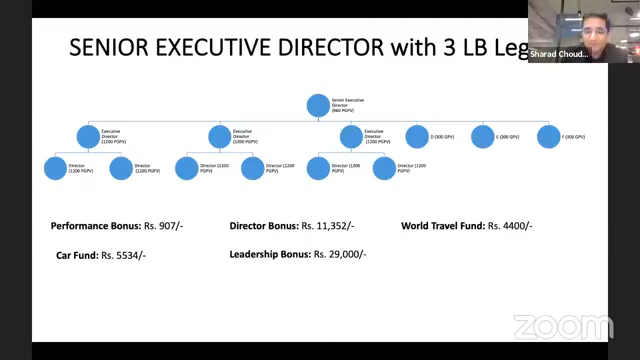 SENIOR EXECUTIVE DIRECTOR with 3 LB Leg
Sharad Choud...
Senior Executive
Director
(963 PGPV)
Executive
Director
(1200 PGPV)
Executive
Director
(1200 PGPV)
Executive
Director
(1200 PGPV)
D (300 GPV)
E (300 GPV)
F (300 GPV)
Director
(1200 PGPV)
Director
(1200 PGPV)
Director (1200
PGPV)
Director (1200
PGPV)
Director (1200
PGPV)
Director (1200
PGPV)
Performance Bonus: Rs. 907/-
Director Bonus: Rs. 11,352/-
World Travel Fund: Rs. 4400/-
Car Fund: Rs. 5534/-
Leadership Bonus: Rs. 29,000/-
zoom